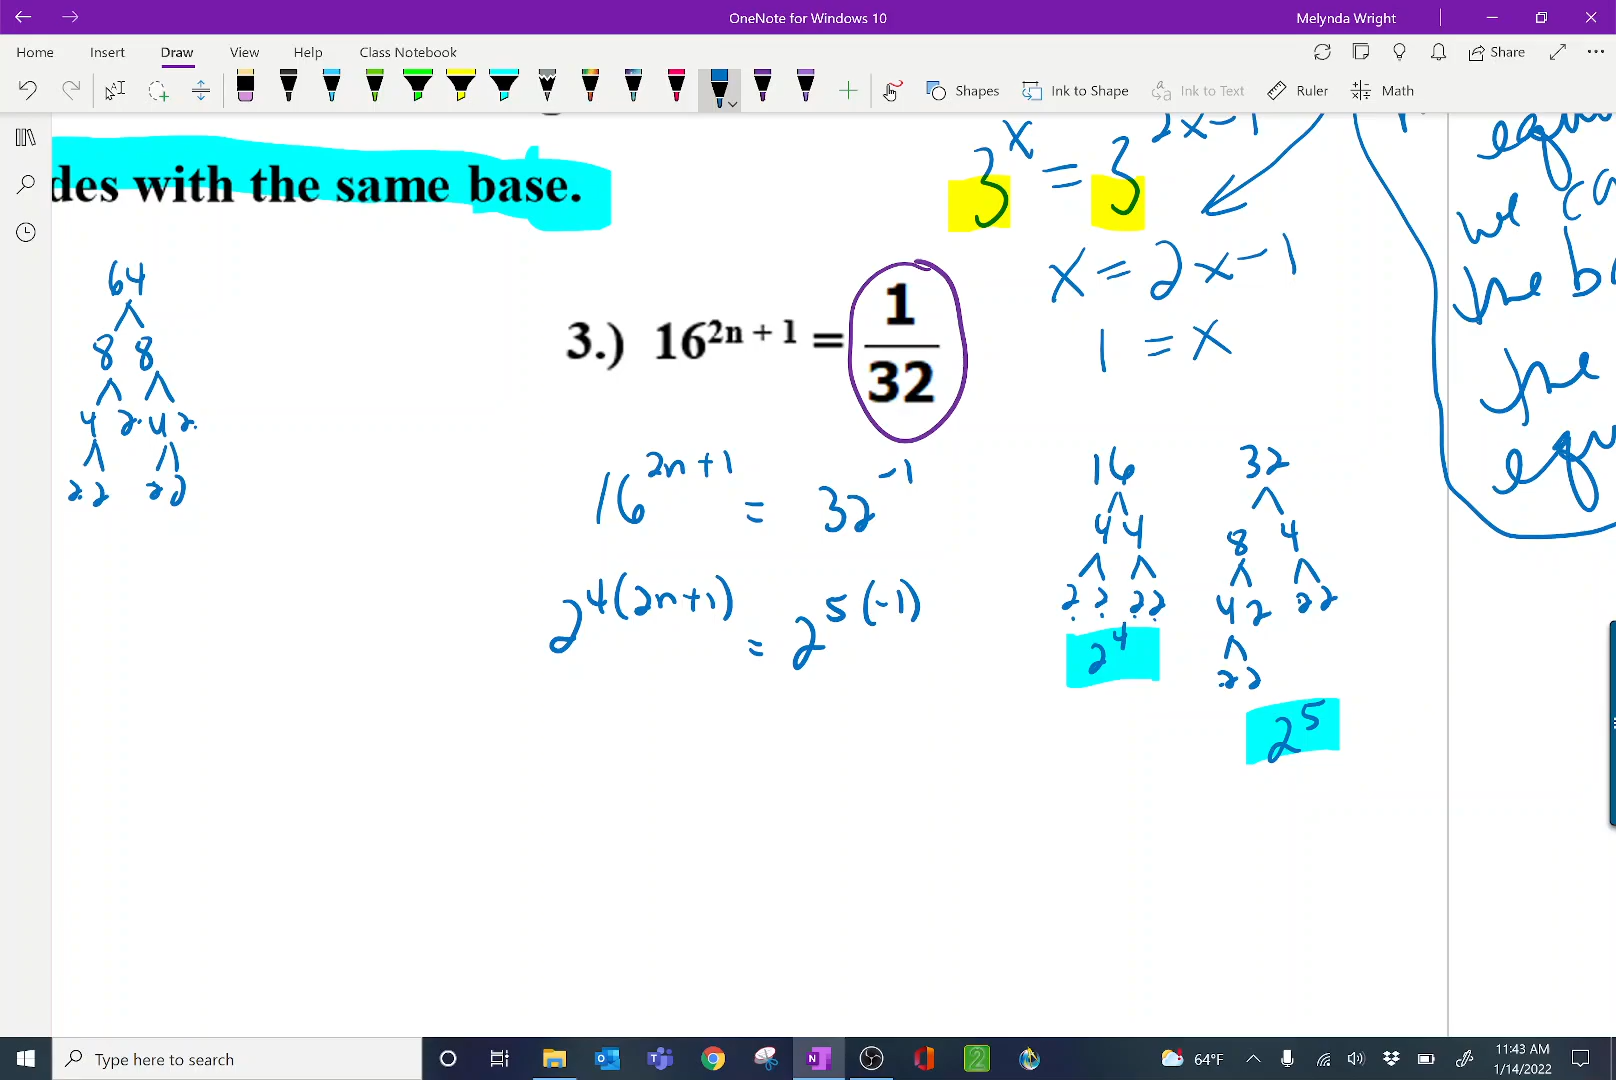 OneNote for Windows 10
Melynda Wright
Home Insert Draw View Help Class Notebook
Share
Shapes Ink to Shape Ink to Text Ruler Math
des with the same base.
3^x = 3^{2x-1}
x = 2x-1
1 = x
64
8 8
4 2. 4 2.
2.2 2 2
3.) 16^{2n + 1} = 1/32
16^{2n+1} = 32^{-1}
2^{4(2n+1)} = 2^{5(-1)}
16
4 4
2 2 2 2
2^4
32
8 4
4 2 2 2
2 2
2^5
we
the
the
Type here to search
64°F
11:43 AM
1/14/2022